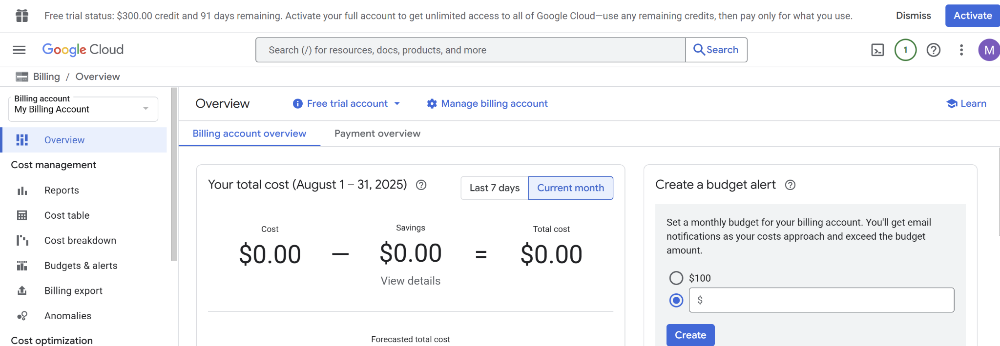 Free trial status: $300.00 credit and 91 days remaining. Activate your full account to get unlimited access to all of Google Cloud—use any remaining credits, then pay only for what you use.
Dismiss
Activate
Google Cloud
Search (/) for resources, docs, products, and more
Search
1
M
Billing / Overview
Billing account
My Billing Account
Overview
Cost management
Reports
Cost table
Cost breakdown
Budgets & alerts
Billing export
Anomalies
Cost optimization
Overview
Free trial account
Manage billing account
Learn
Billing account overview
Payment overview
Your total cost (August 1 – 31, 2025)
Last 7 days
Current month
Cost
$0.00
—
Savings
$0.00
View details
=
Total cost
$0.00
Forecasted total cost
Create a budget alert
Set a monthly budget for your billing account. You'll get email
notifications as your costs approach and exceed the budget
amount.
$100
$
Create